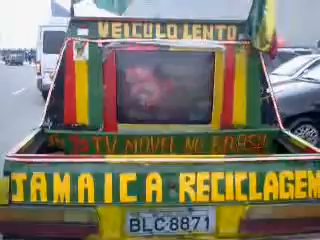 VEICULO LENTO
TV MOVEL NO BRASIL
JAMAICA RECICLAGEM
BLC 8871